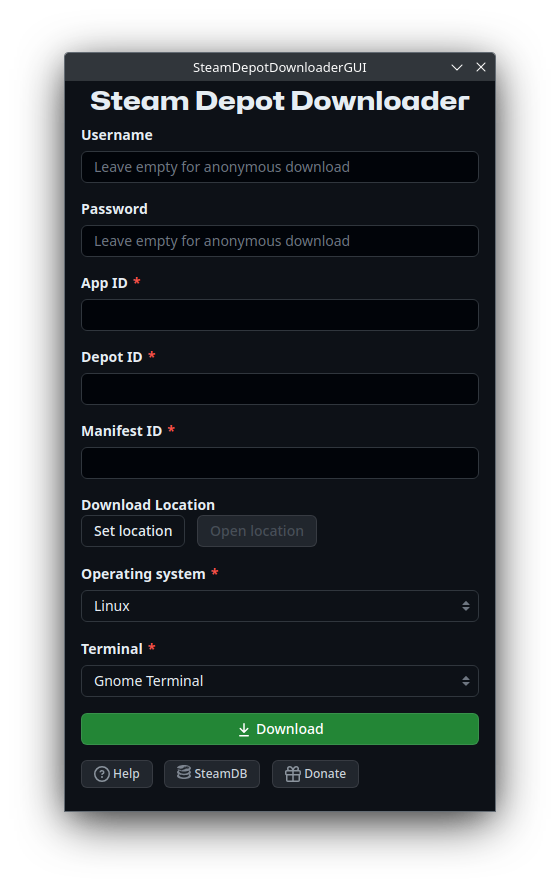 SteamDepotDownloaderGUI
Steam Depot Downloader
Username
Leave empty for anonymous download
Password
Leave empty for anonymous download
App ID *
Depot ID *
Manifest ID *
Download Location
Set location Open location
Operating system *
Linux
Terminal *
Gnome Terminal
Download
Help SteamDB Donate